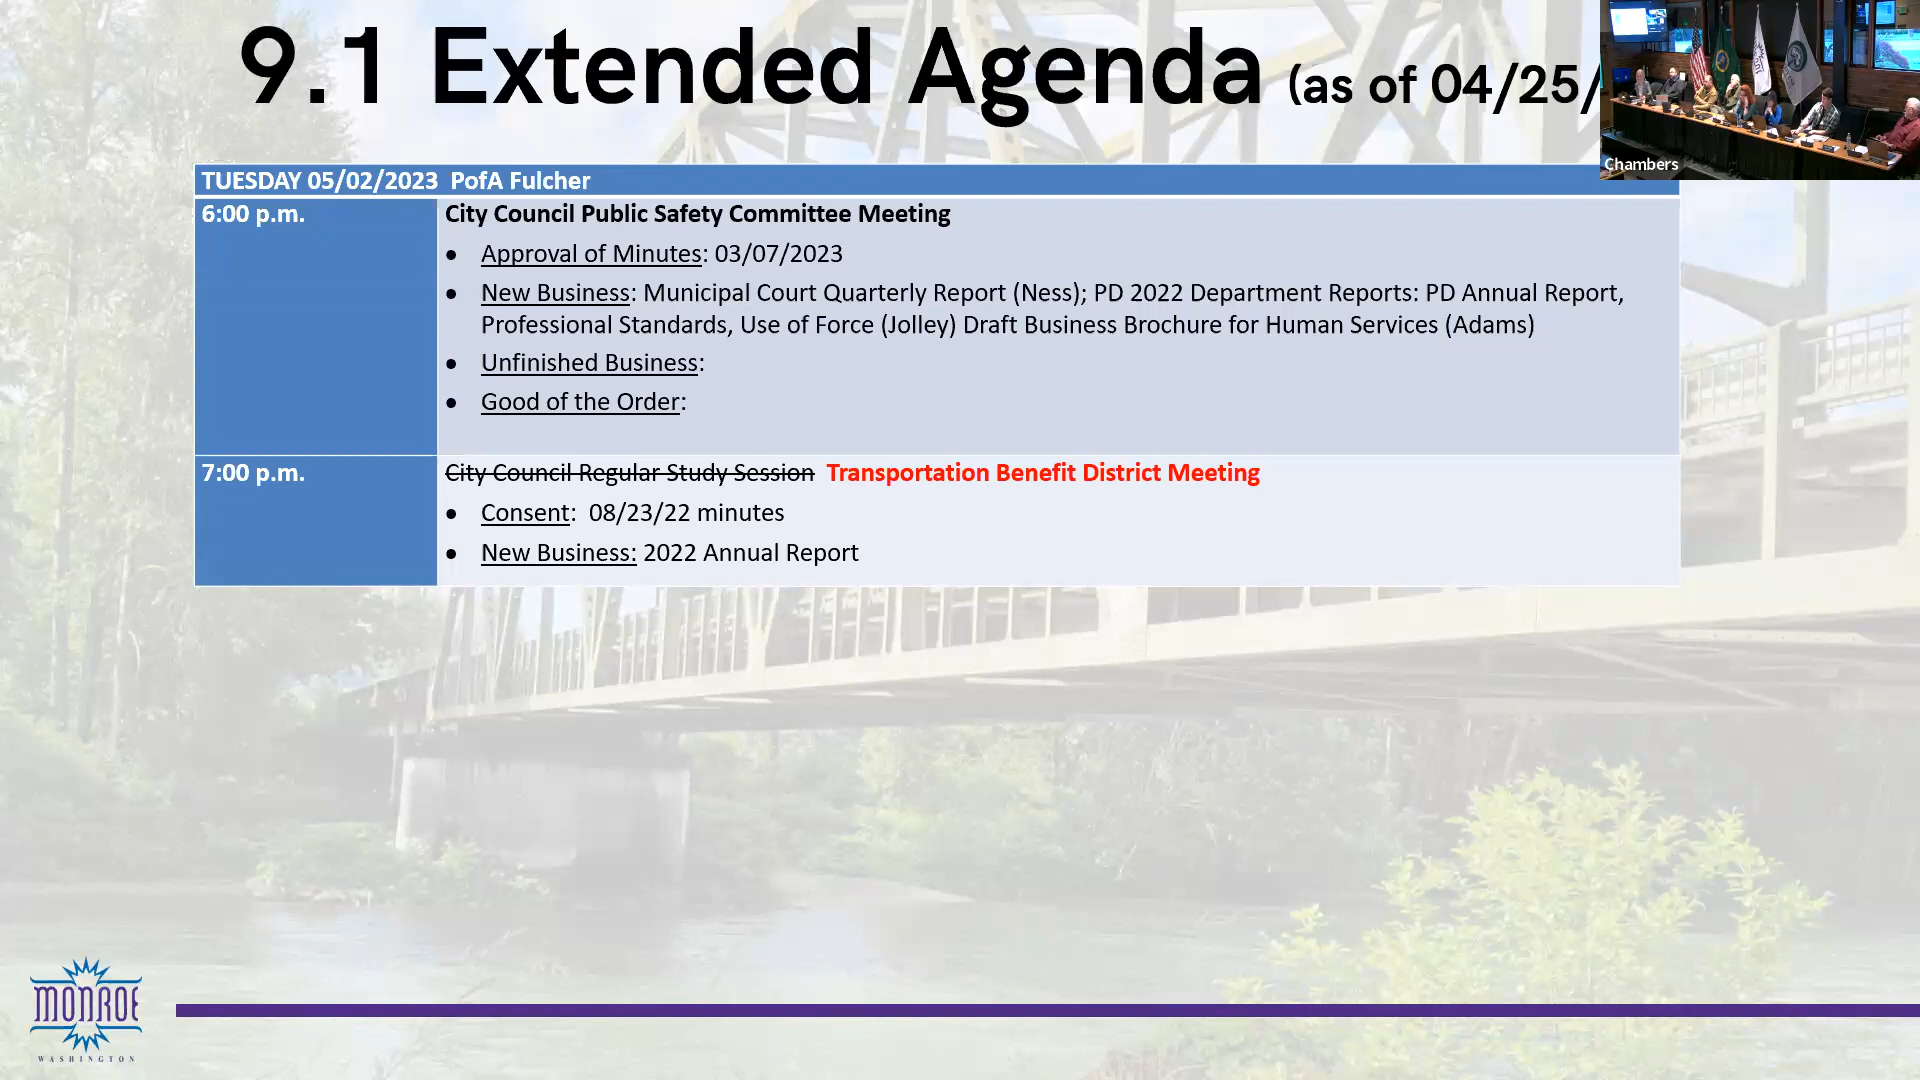 9.1 Extended Agenda (as of 04/25/
Chambers
TUESDAY 05/02/2023 PofA Fulcher
6:00 p.m.
City Council Public Safety Committee Meeting
• Approval of Minutes: 03/07/2023
• New Business: Municipal Court Quarterly Report (Ness); PD 2022 Department Reports: PD Annual Report,
Professional Standards, Use of Force (Jolley) Draft Business Brochure for Human Services (Adams)
• Unfinished Business:
• Good of the Order:
7:00 p.m.
City Council Regular Study Session Transportation Benefit District Meeting
• Consent: 08/23/22 minutes
• New Business: 2022 Annual Report
MONROE
WASHINGTON